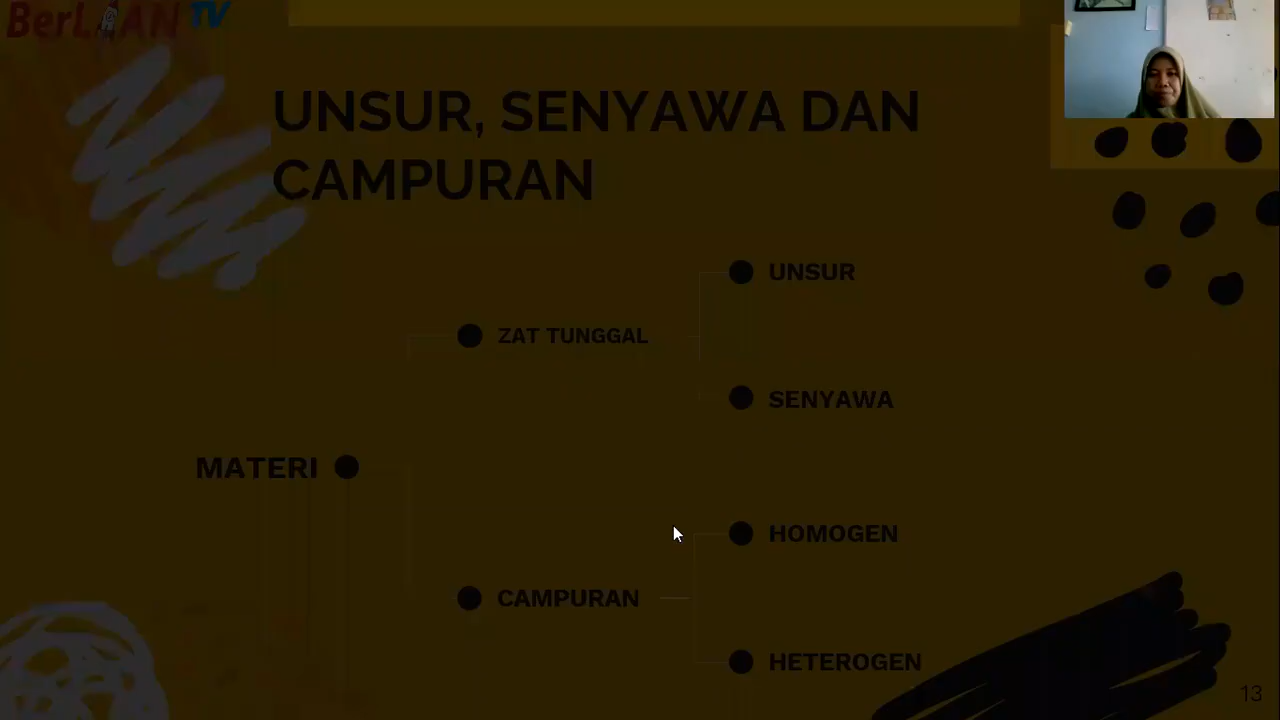 BerLIAN TV
UNSUR, SENYAWA DAN
CAMPURAN
UNSUR
ZAT TUNGGAL
SENYAWA
MATERI
HOMOGEN
CAMPURAN
HETEROGEN
13